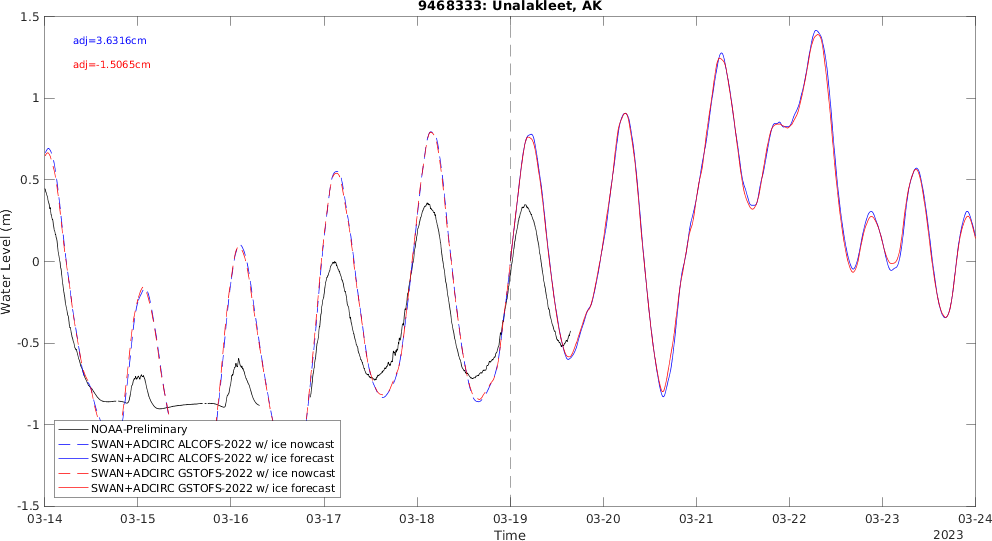 9468333: Unalakleet, AK
adj=3.6316cm
adj=-1.5065cm
Water Level (m)
1.5
1
0.5
0
-0.5
-1
-1.5
NOAA-Preliminary
SWAN+ADCIRC ALCOFS-2022 w/ ice nowcast
SWAN+ADCIRC ALCOFS-2022 w/ ice forecast
SWAN+ADCIRC GSTOFS-2022 w/ ice nowcast
SWAN+ADCIRC GSTOFS-2022 w/ ice forecast
03-14 03-15 03-16 03-17 03-18 03-19 03-20 03-21 03-22 03-23 03-24
Time
2023